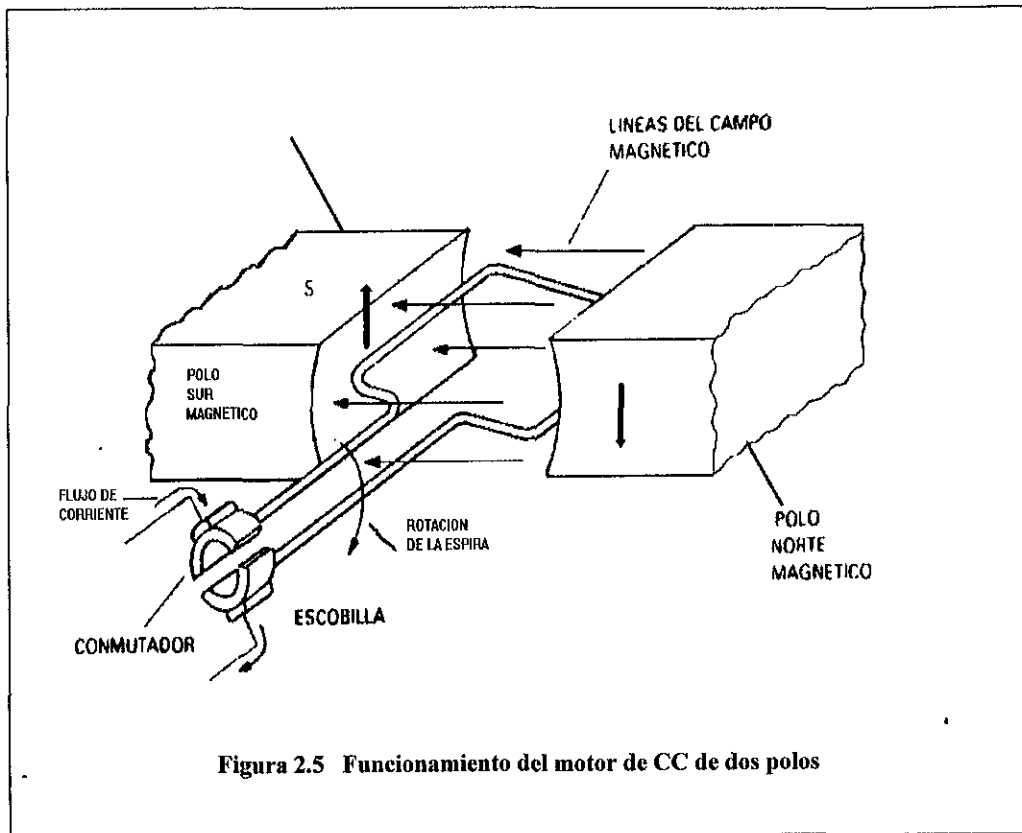 LINEAS DEL CAMPO
MAGNETICO
S
POLO
SUR
MAGNETICO
FLUJO DE
CORRIENTE
ROTACION
DE LA ESPIRA
POLO
NORTE
MAGNETICO
ESCOBILLA
CONMUTADOR
Figura 2.5 Funcionamiento del motor de CC de dos polos